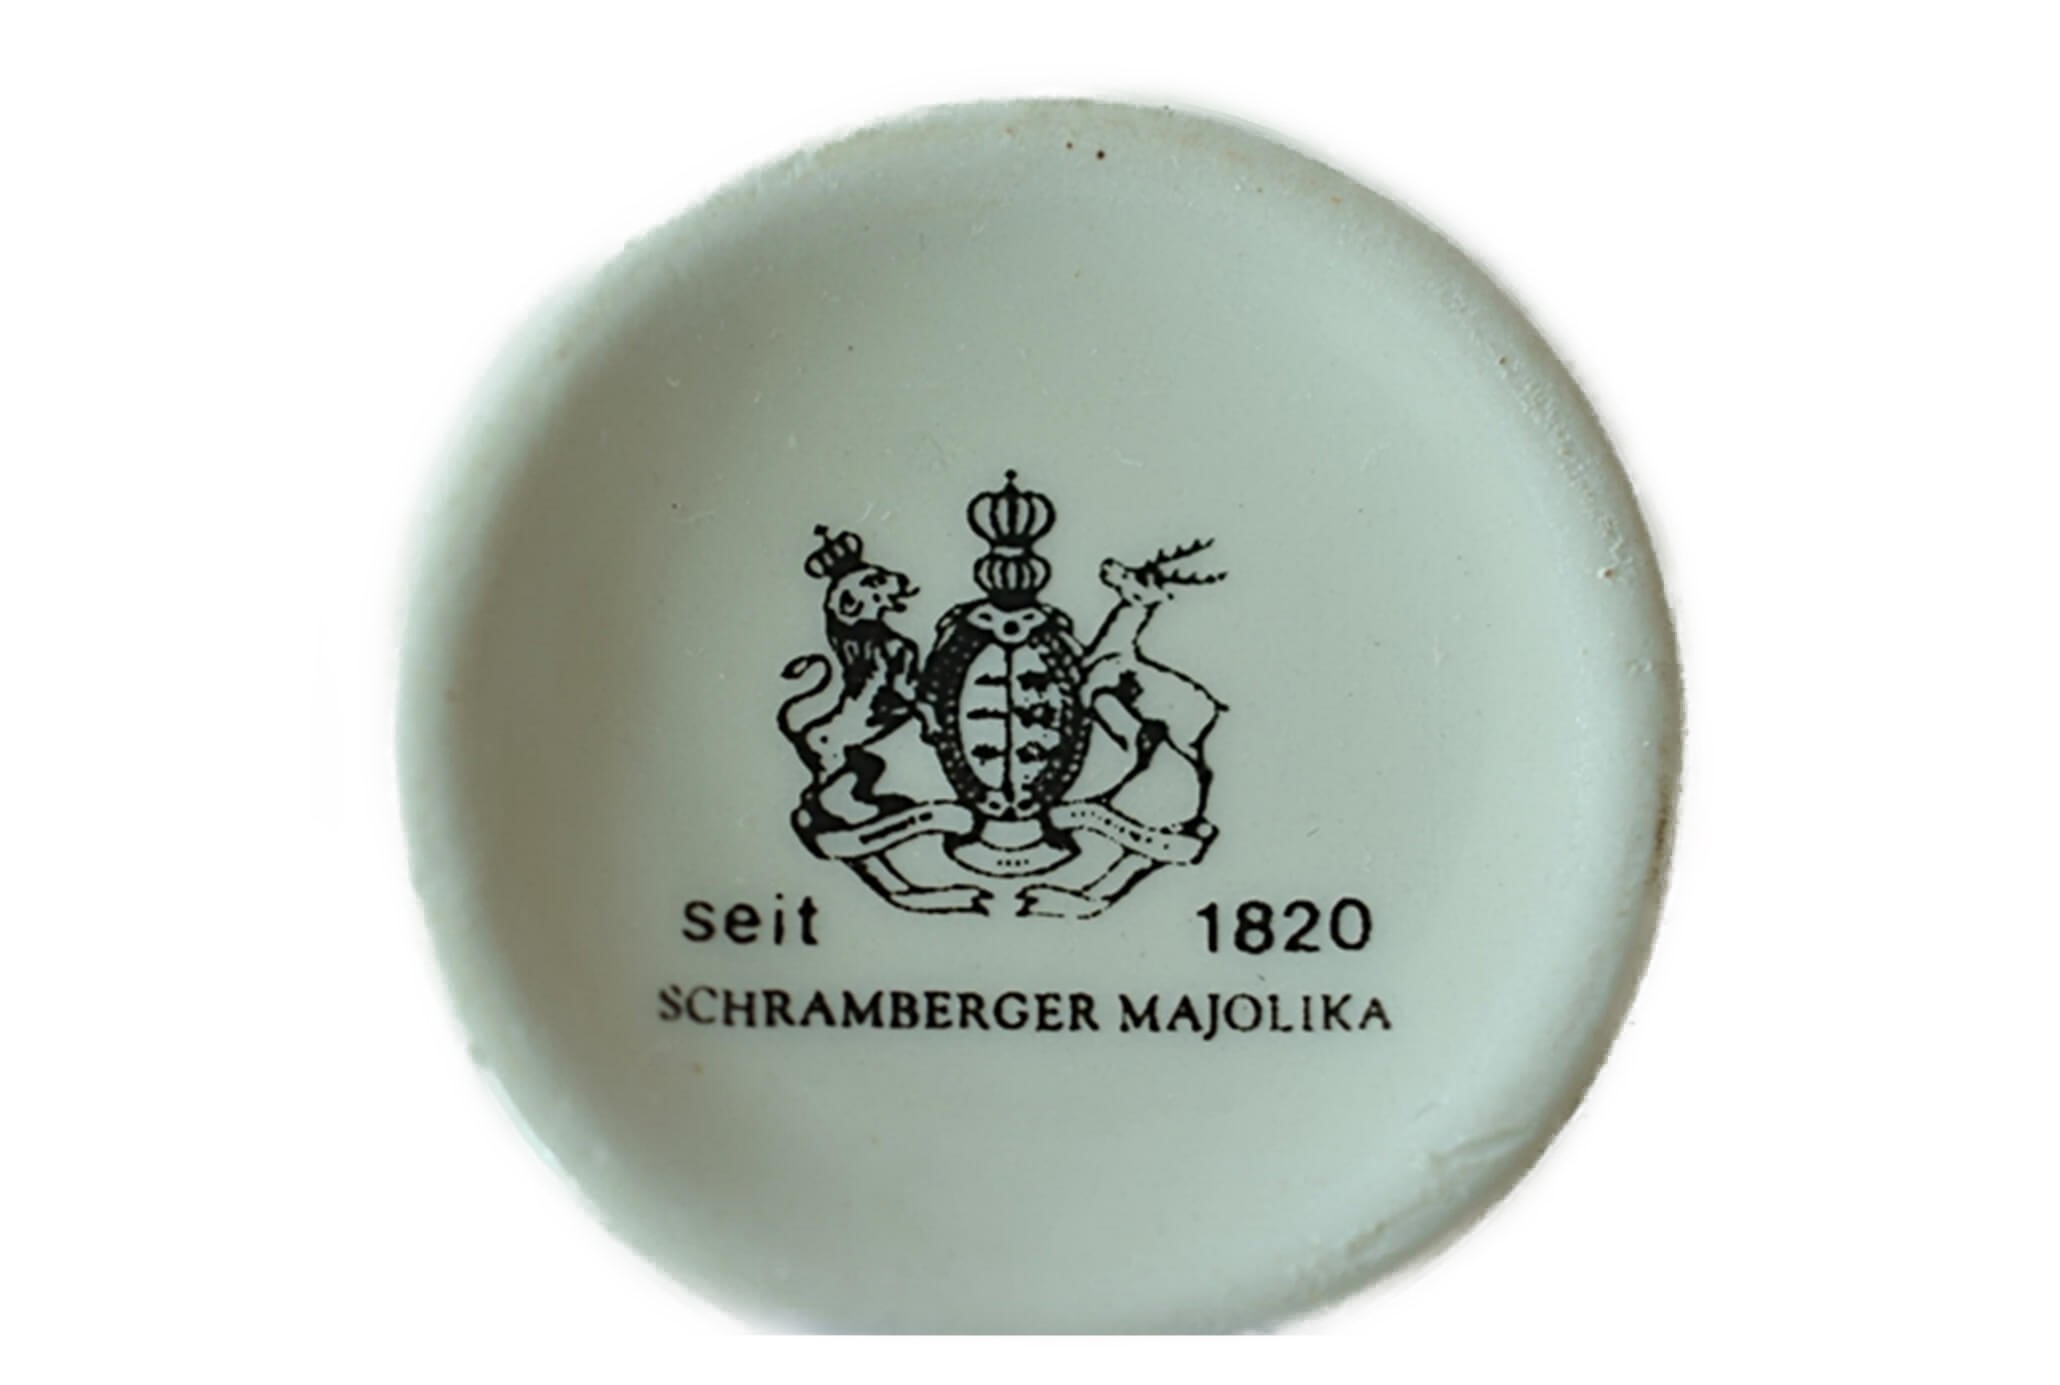 seit 1820
SCHRAMBERGER MAJOLIKA